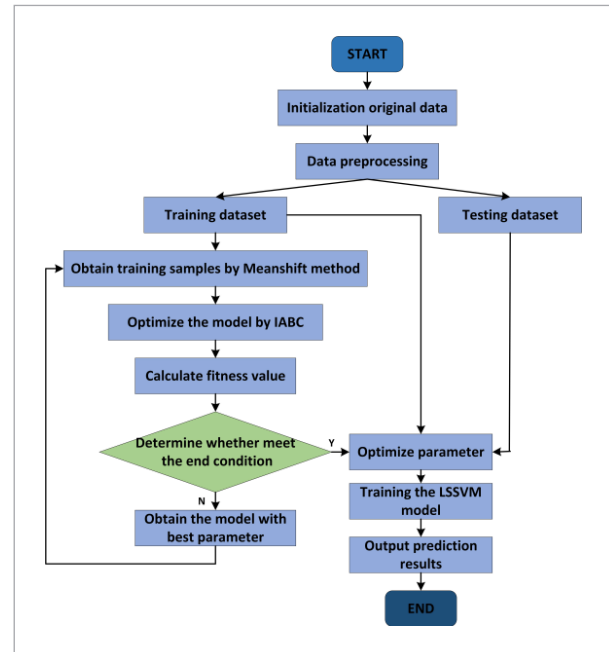 START
Initialization original data
Data preprocessing
Training dataset
Testing dataset
Obtain training samples by Meanshift method
Optimize the model by IABC
Calculate fitness value
Determine whether meet
the end condition
Y
Optimize parameter
N
Training the LSSVM
model
Obtain the model with
best parameter
Output prediction
results
END